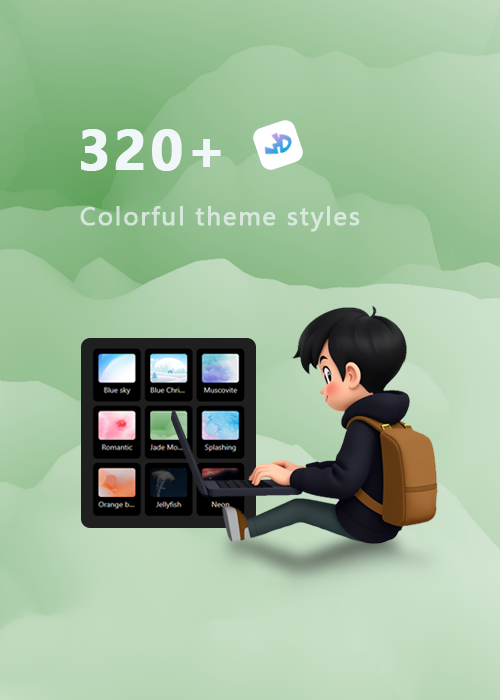 320+
Colorful theme styles
Blue sky
Blue Chri...
Muscovite
Romantic
Jade Mo...
Splashing
Orange b...
Jellyfish
Neon